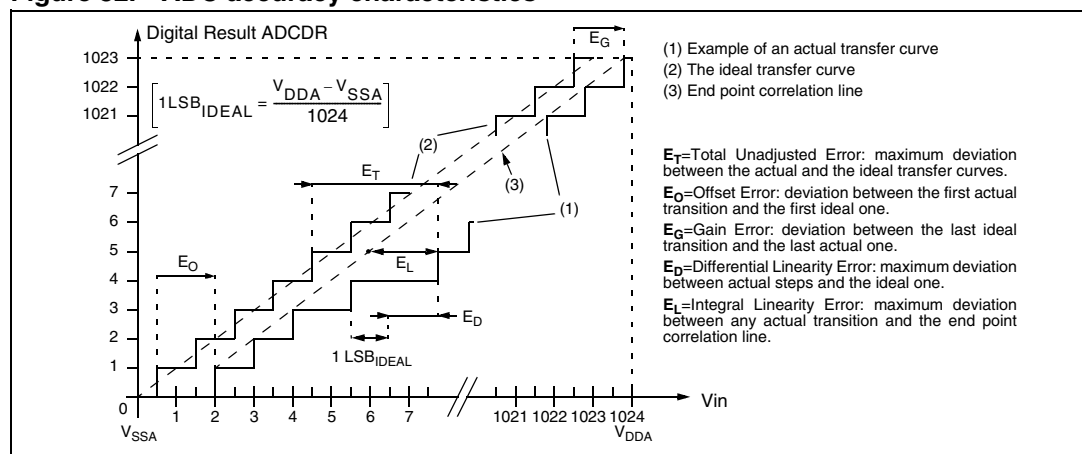 Digital Result ADCDR
1023
1022
1021
7
6
5
4
3
2
1
0
1LSB_IDEAL = (V_DDA – V_SSA) / 1024
E_G
(2)
E_T
(3)
(1)
E_O
E_L
E_D
1 LSB_IDEAL
1 2 3 4 5 6 7 1021 1022 1023 1024
Vin
V_SSA
V_DDA
(1) Example of an actual transfer curve
(2) The ideal transfer curve
(3) End point correlation line
E_T=Total Unadjusted Error: maximum deviation
between the actual and the ideal transfer curves.
E_O=Offset Error: deviation between the first actual
transition and the first ideal one.
E_G=Gain Error: deviation between the last ideal
transition and the last actual one.
E_D=Differential Linearity Error: maximum deviation
between actual steps and the ideal one.
E_L=Integral Linearity Error: maximum deviation
between any actual transition and the end point
correlation line.